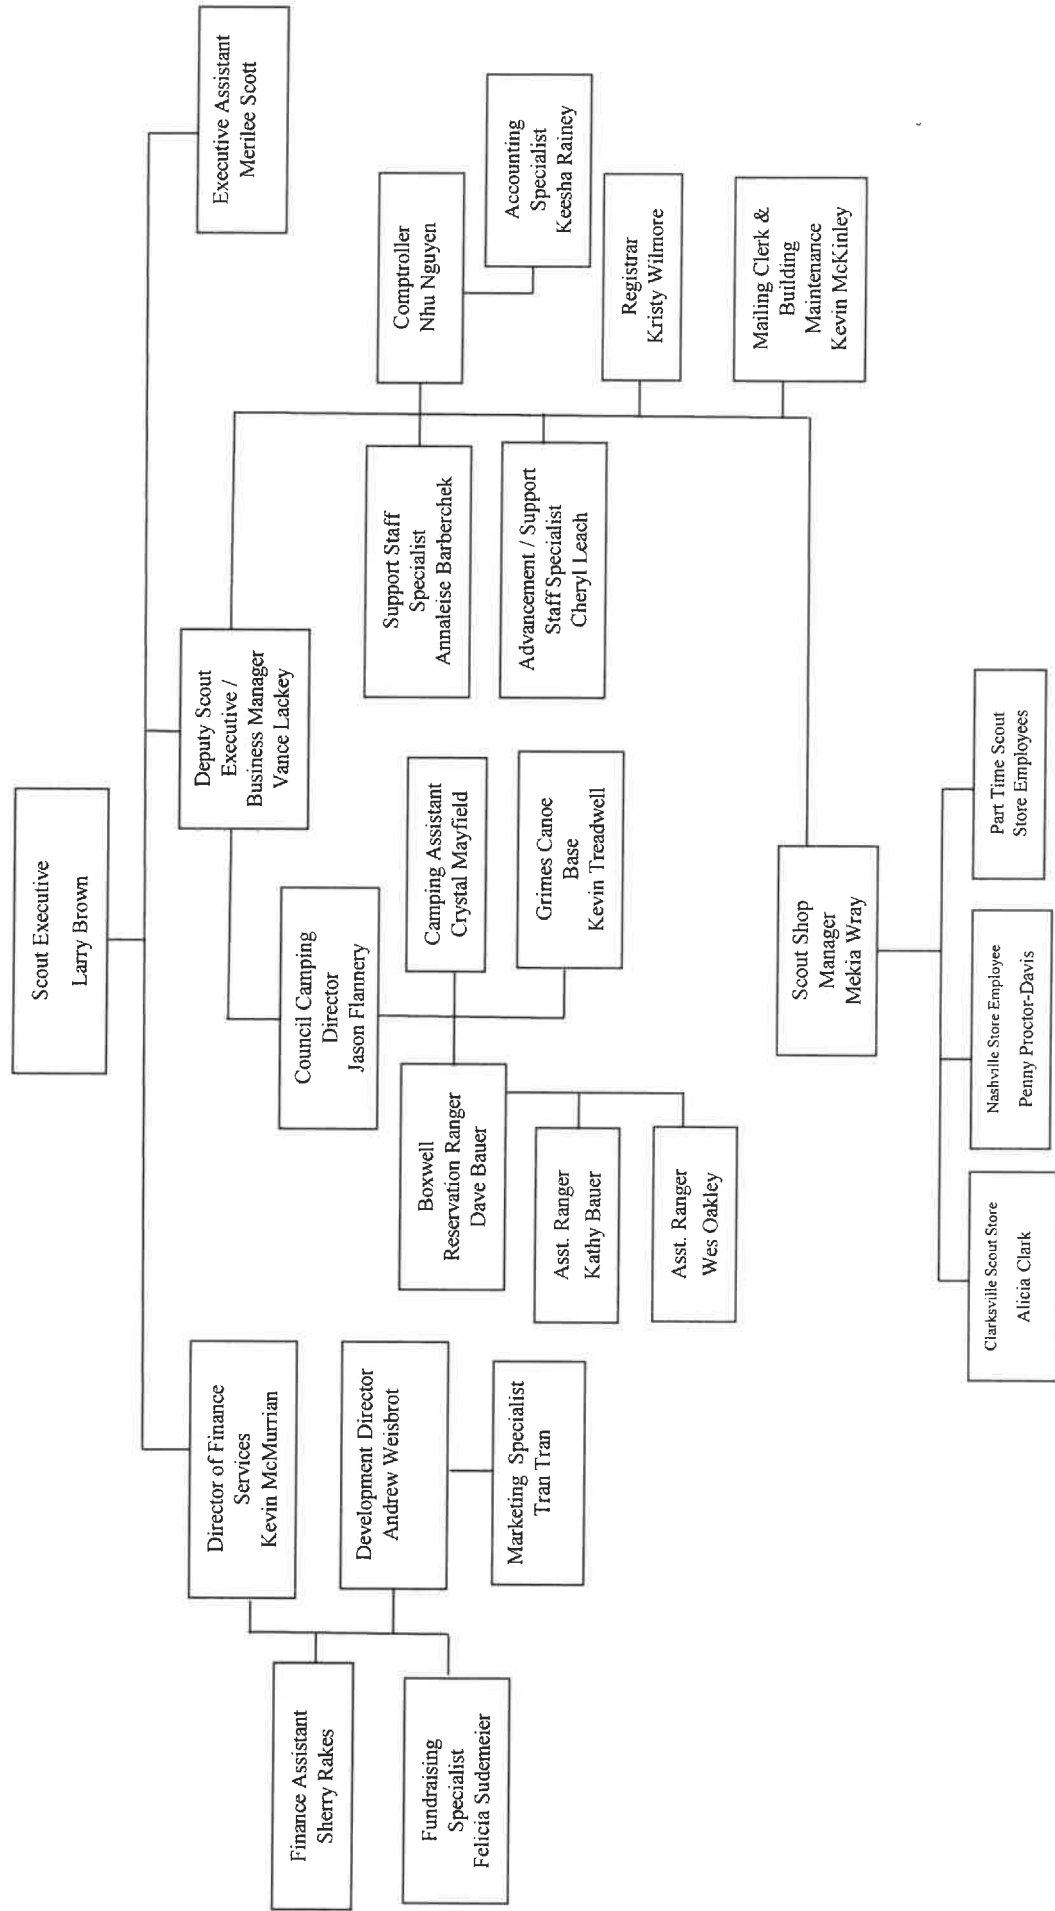 Scout Executive
Larry Brown
Director of Finance
Services
Kevin McMurrian
Deputy Scout
Executive /
Business Manager
Vance Lackey
Executive Assistant
Merilee Scott
Finance Assistant
Sherry Rakes
Fundraising
Specialist
Felicia Sudemeier
Development Director
Andrew Weisbrot
Marketing Specialist
Tran Tran
Council Camping
Director
Jason Flannery
Boxwell
Reservation Ranger
Dave Bauer
Camping Assistant
Crystal Mayfield
Asst. Ranger
Kathy Bauer
Grimes Canoe
Base
Kevin Treadwell
Asst. Ranger
Wes Oakley
Support Staff
Specialist
Annaleise Barberchek
Comptroller
Nhu Nguyen
Accounting
Specialist
Keesha Rainey
Advancement / Support
Staff Specialist
Cheryl Leach
Registrar
Kristy Wilmore
Mailing Clerk &
Building
Maintenance
Kevin McKinley
Scout Shop
Manager
Mekia Wray
Clarksville Scout Store
Alicia Clark
Nashville Store Employee
Penny Proctor-Davis
Part Time Scout
Store Employees